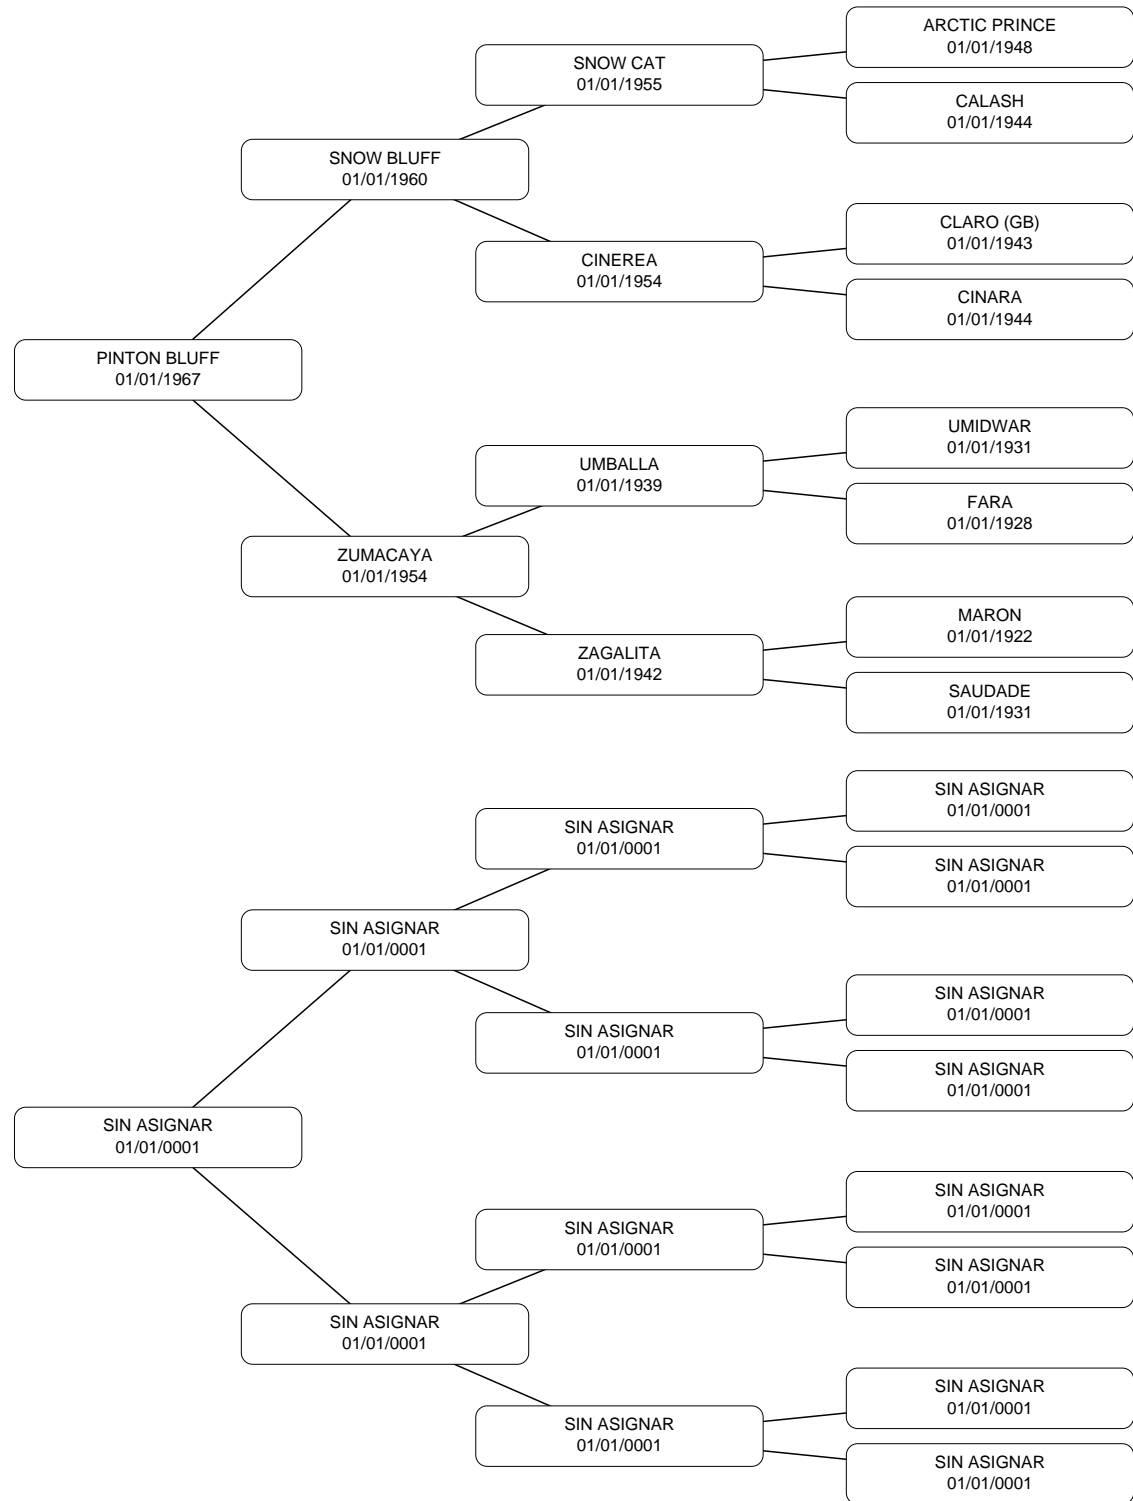 ARCTIC PRINCE
01/01/1948
SNOW CAT
01/01/1955
CALASH
01/01/1944
SNOW BLUFF
01/01/1960
CLARO (GB)
01/01/1943
CINEREA
01/01/1954
CINARA
01/01/1944
PINTON BLUFF
01/01/1967
UMIDWAR
01/01/1931
UMBALLA
01/01/1939
FARA
01/01/1928
ZUMACAYA
01/01/1954
MARON
01/01/1922
ZAGALITA
01/01/1942
SAUDADE
01/01/1931
SIN ASIGNAR
01/01/0001
SIN ASIGNAR
01/01/0001
SIN ASIGNAR
01/01/0001
SIN ASIGNAR
01/01/0001
SIN ASIGNAR
01/01/0001
SIN ASIGNAR
01/01/0001
SIN ASIGNAR
01/01/0001
SIN ASIGNAR
01/01/0001
SIN ASIGNAR
01/01/0001
SIN ASIGNAR
01/01/0001
SIN ASIGNAR
01/01/0001
SIN ASIGNAR
01/01/0001
SIN ASIGNAR
01/01/0001
SIN ASIGNAR
01/01/0001
SIN ASIGNAR
01/01/0001